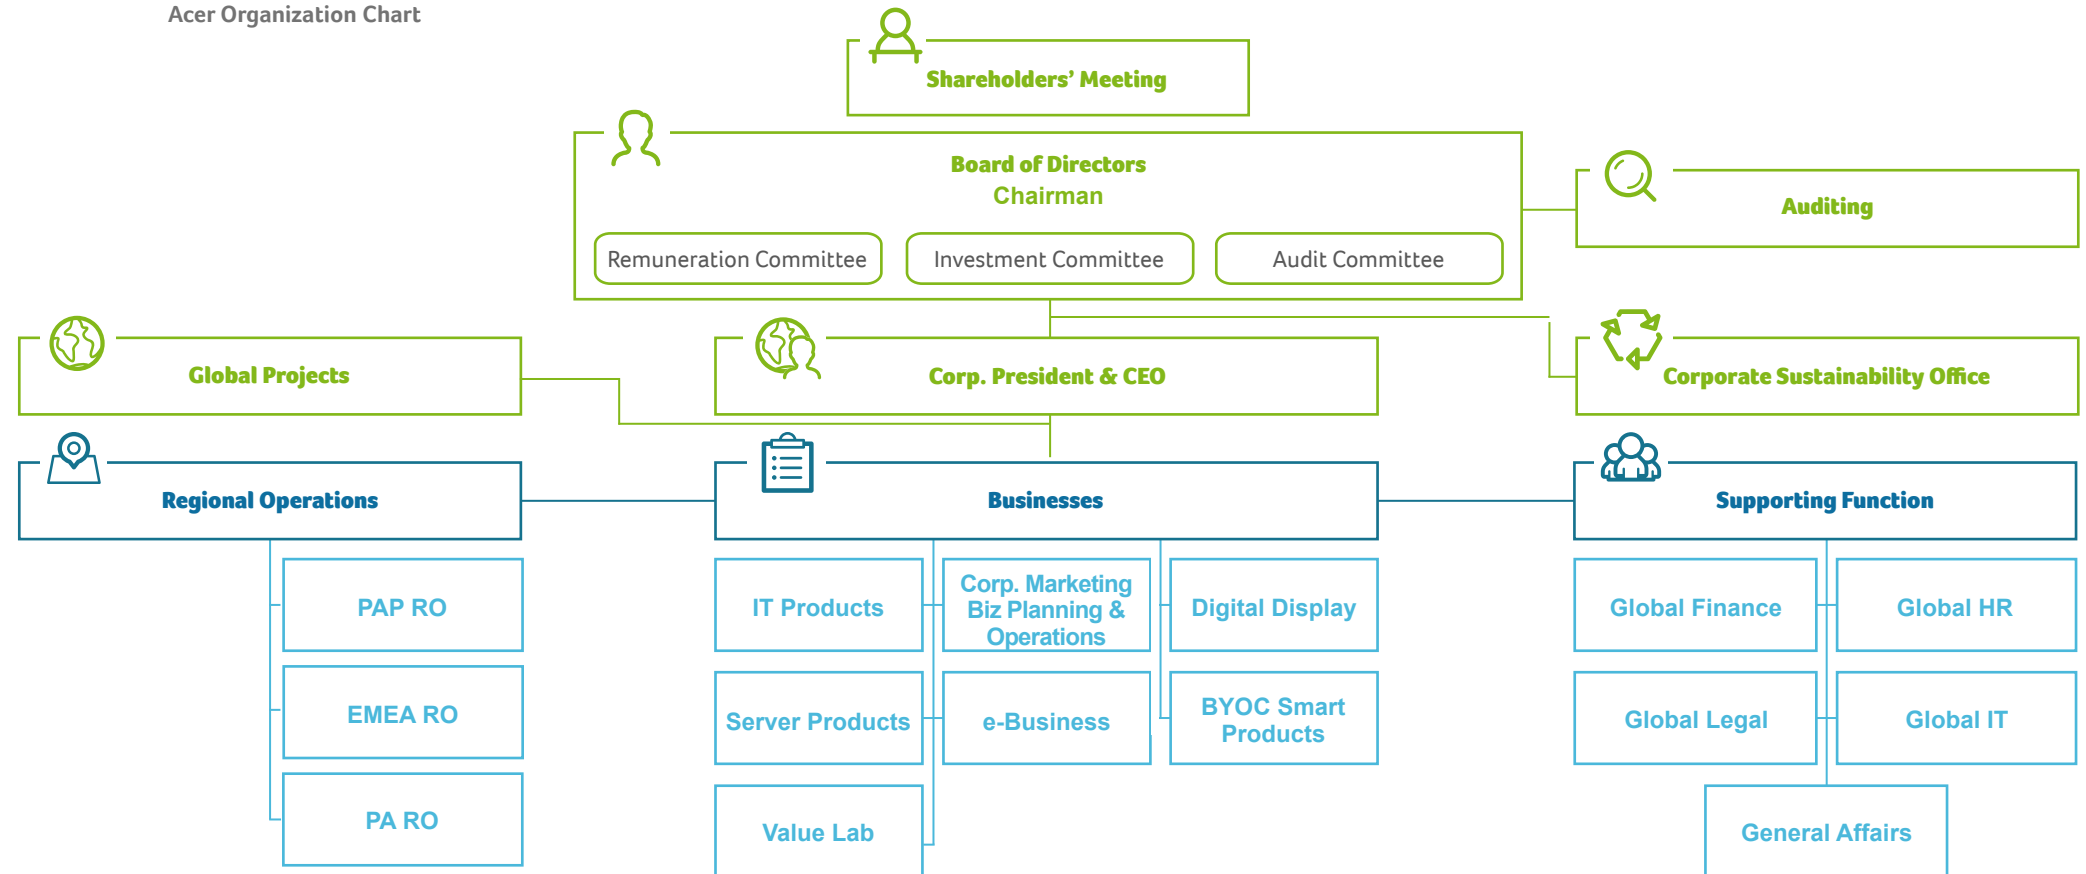 Acer Organization Chart
Shareholders’ Meeting
Board of Directors
Chairman
Remuneration Committee
Investment Committee
Audit Committee
Auditing
Global Projects
Corp. President & CEO
Corporate Sustainability Office
Regional Operations
Businesses
Supporting Function
PAP RO
EMEA RO
PA RO
IT Products
Corp. Marketing
Biz Planning &
Operations
Digital Display
Server Products
e-Business
BYOC Smart
Products
Value Lab
Global Finance
Global HR
Global Legal
Global IT
General Affairs